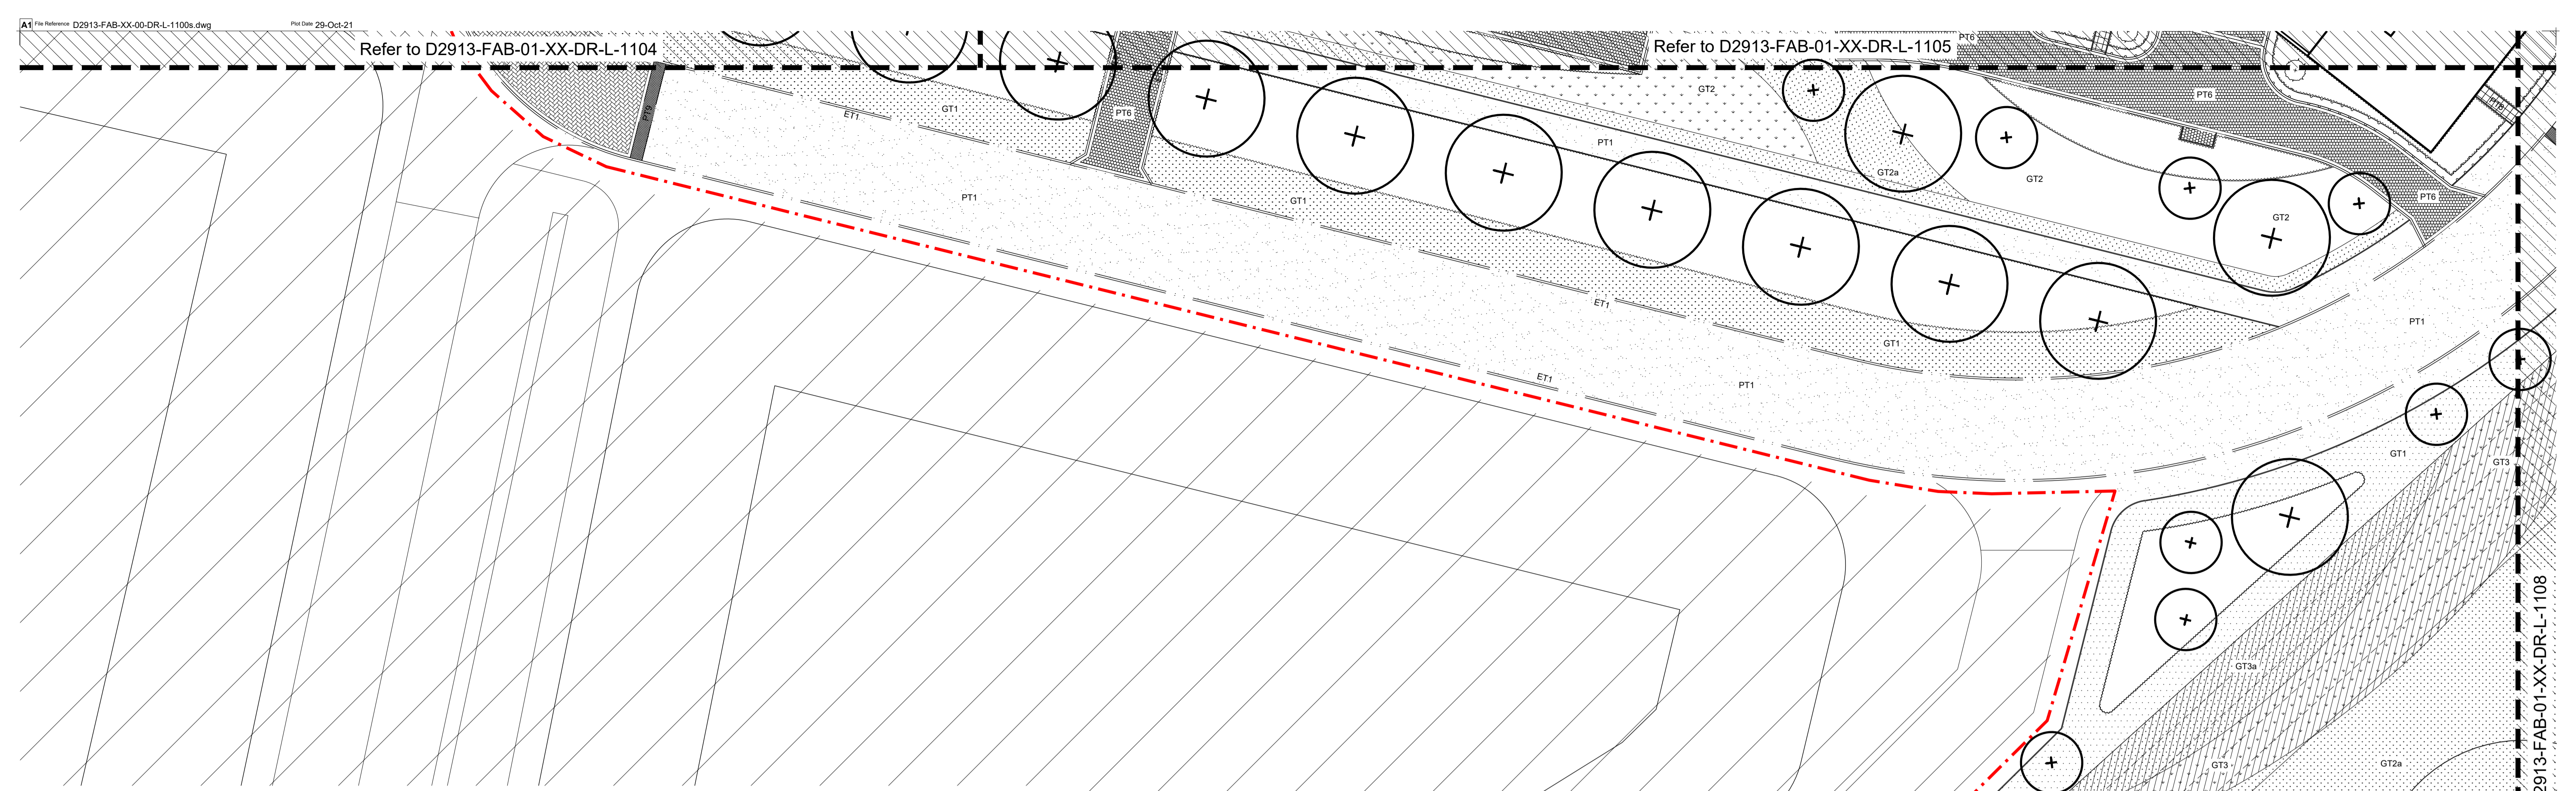 A1 File Reference D2913-FAB-XX-00-DR-L-1100s.dwg Plot Date 29-Oct-21
Refer to D2913-FAB-01-XX-DR-L-1104
Refer to D2913-FAB-01-XX-DR-L-1105
PT6
PT9
GT1
ET1
PT6
GT2
PT6
PT6
PT1
GT2a
GT2
PT1
GT1
GT2
PT6
ET1
GT1
PT1
ET1
PT1
GT1
GT3
GT3a
GT3
GT2a
2913-FAB-01-XX-DR-L-1108